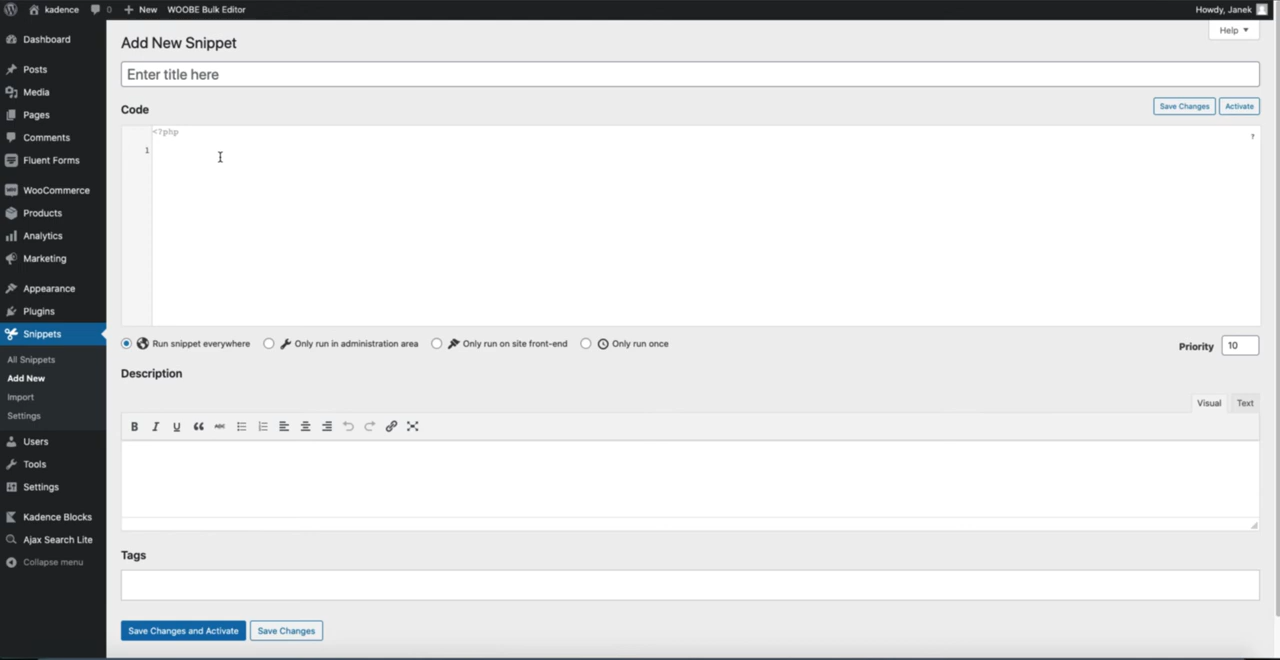 kadence 0 + New WOOBE Bulk Editor Howdy, Janek
Help ▼
Dashboard
Posts
Media
Pages
Comments
Fluent Forms
WooCommerce
Products
Analytics
Marketing
Appearance
Plugins
Snippets
All Snippets
Add New
Import
Settings
Users
Tools
Settings
Kadence Blocks
Ajax Search Lite
Collapse menu
Add New Snippet
Enter title here
Code
Save Changes Activate
<?php
?
1
Run snippet everywhere Only run in administration area Only run on site front-end Only run once
Priority 10
Description
Visual Text
B I U ABC
Tags
Save Changes and Activate Save Changes